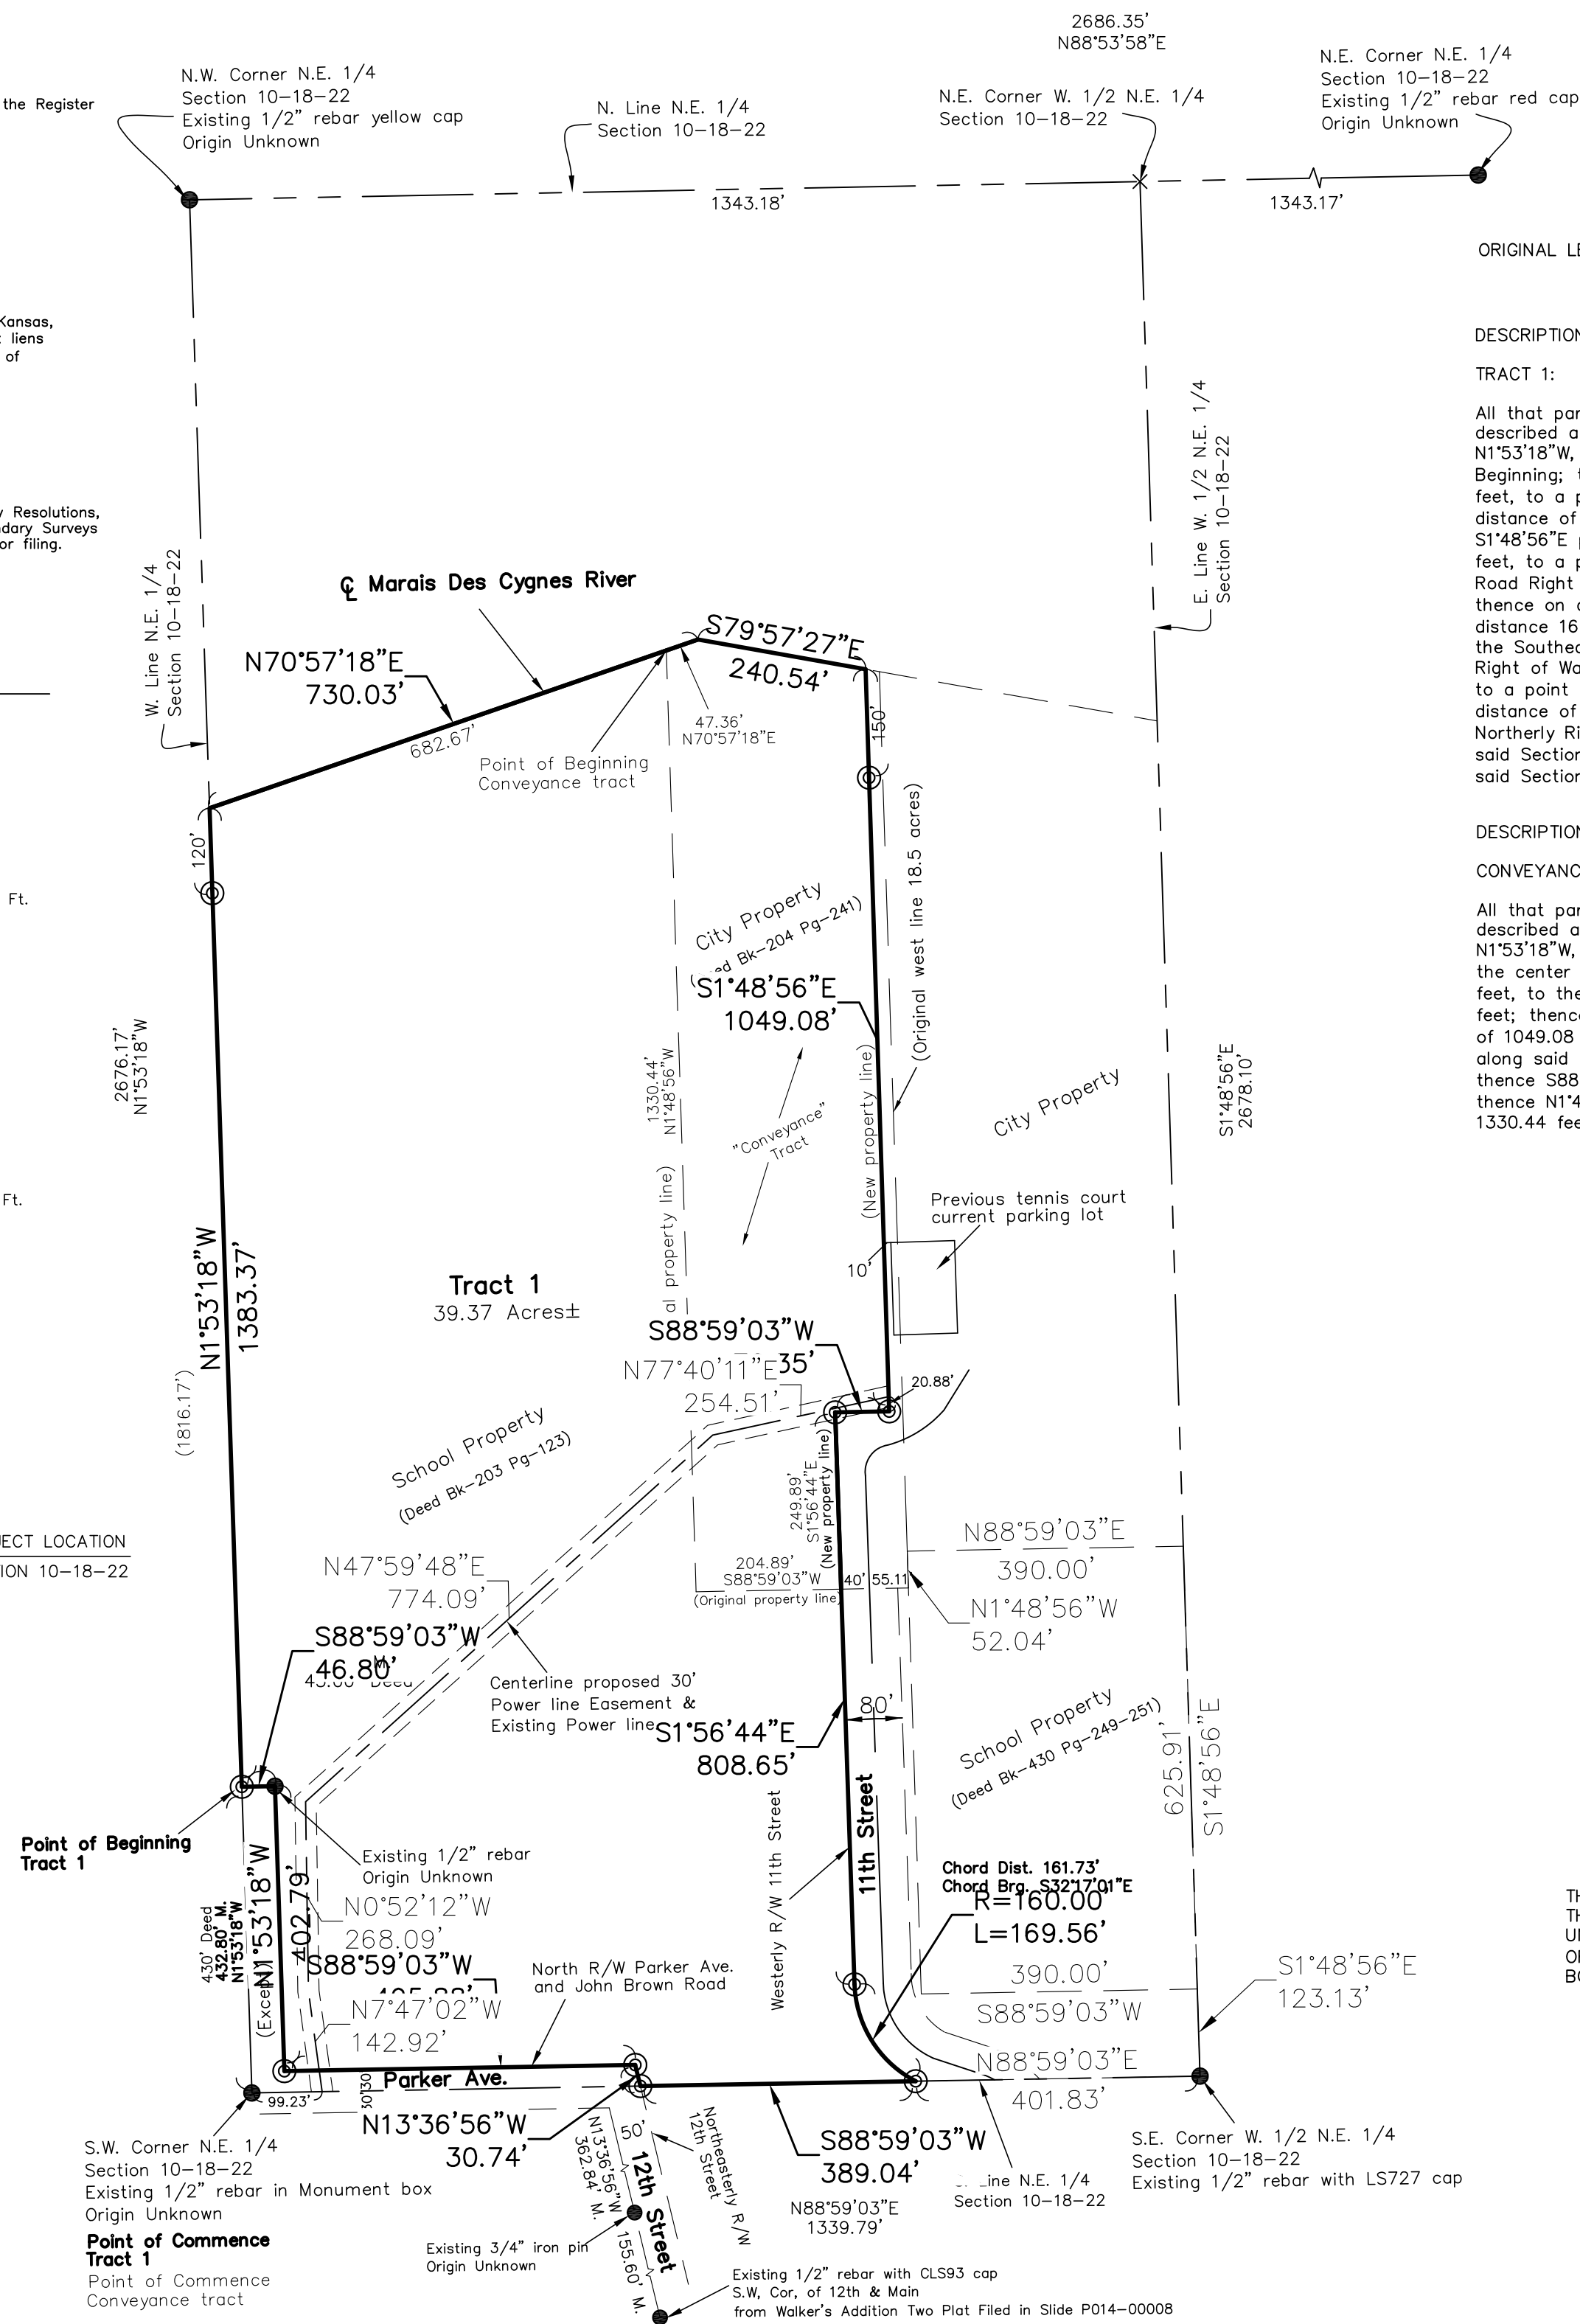 2686.35'
N88°53'58"E
N.W. Corner N.E. 1/4
Section 10-18-22
Existing 1/2" rebar yellow cap
Origin Unknown
N. Line N.E. 1/4
Section 10-18-22
N.E. Corner W. 1/2 N.E. 1/4
Section 10-18-22
N.E. Corner N.E. 1/4
Section 10-18-22
Existing 1/2" rebar red cap
Origin Unknown
the Register
1343.18'
1343.17'
Kansas,
liens
of
y Resolutions,
ndary Surveys
or filing.
Ft.
Ft.
JECT LOCATION
ION 10-18-22
ORIGINAL LE
DESCRIPTION
TRACT 1:
All that par
described a
N1°53'18"W,
Beginning; t
feet, to a p
distance of
S1°48'56"E p
feet, to a p
Road Right
thence on a
distance 16
the Southea
Right of Wa
to a point
distance of
Northerly Ri
said Section
said Section
DESCRIPTION
CONVEYANC
All that par
described a
N1°53'18"W,
the center
feet, to the
feet; thence
of 1049.08
along said
thence S88
thence N1°4
1330.44 fee
W. Line N.E. 1/4
Section 10-18-22
E. Line W. 1/2 N.E. 1/4
Section 10-18-22
℄ Marais Des Cygnes River
N70°57'18"E
730.03'
682.67'
S79°57'27"E
240.54'
47.36'
N70°57'18"E
Point of Beginning
Conveyance tract
150'
120'
2676.17'
N1°53'18"W
City Property
Bk-204 Pg-241)
S1°48'56"E
1049.08'
(Original west line 18.5 acres)
(New property line)
1330.44'
N1°48'56"W
al property line)
"Conveyance"
Tract
City Property
S1°48'56"E
2678.10'
Previous tennis court
current parking lot
10'
N1°53'18"W
1383.37'
(1816.17')
Tract 1
39.37 Acres±
S88°59'03"W
35'
N77°40'11"E
254.51'
20.88'
School Property
(Deed Bk-203 Pg-123)
249.89'
S1°56'44"E
(New property line)
204.89'
S88°59'03"W
(Original property line)
40'
55.11
N88°59'03"E
390.00'
N1°48'56"W
52.04'
N47°59'48"E
774.09'
S88°59'03"W
46.80'
M.
Deed
Centerline proposed 30'
Power line Easement &
Existing Power line
S1°56'44"E
808.65'
80'
School Property
(Deed Bk-430 Pg-249-251)
625.91'
S1°48'56"E
Westerly R/W 11th Street
11th Street
Point of Beginning
Tract 1
Existing 1/2" rebar
Origin Unknown
Chord Dist. 161.73'
Chord Brg. S32°17'01"E
R=160.00'
L=169.56'
430' Deed
432.80' M.
N1°53'18"W
N1°53'18"W
402.79'
N0°52'12"W
268.09'
S88°59'03"W
N7°47'02"W
142.92'
North R/W Parker Ave.
and John Brown Road
390.00'
S88°59'03"W
S1°48'56"E
123.13'
N88°59'03"E
401.83'
99.23'
Parker Ave.
N13°36'56"W
30.74'
50'
N13°36'56"W
362.84' M.
12th Street
Northeasterly R/W
12th Street
S88°59'03"W
389.04'
N88°59'03"E
1339.79'
Line N.E. 1/4
Section 10-18-22
S.E. Corner W. 1/2 N.E. 1/4
Section 10-18-22
Existing 1/2" rebar with LS727 cap
S.W. Corner N.E. 1/4
Section 10-18-22
Existing 1/2" rebar in Monument box
Origin Unknown
Point of Commence
Tract 1
Point of Commence
Conveyance tract
Existing 3/4" iron pin
Origin Unknown
155.60' M.
Existing 1/2" rebar with CLS93 cap
S.W, Cor, of 12th & Main
from Walker's Addition Two Plat Filed in Slide P014-00008